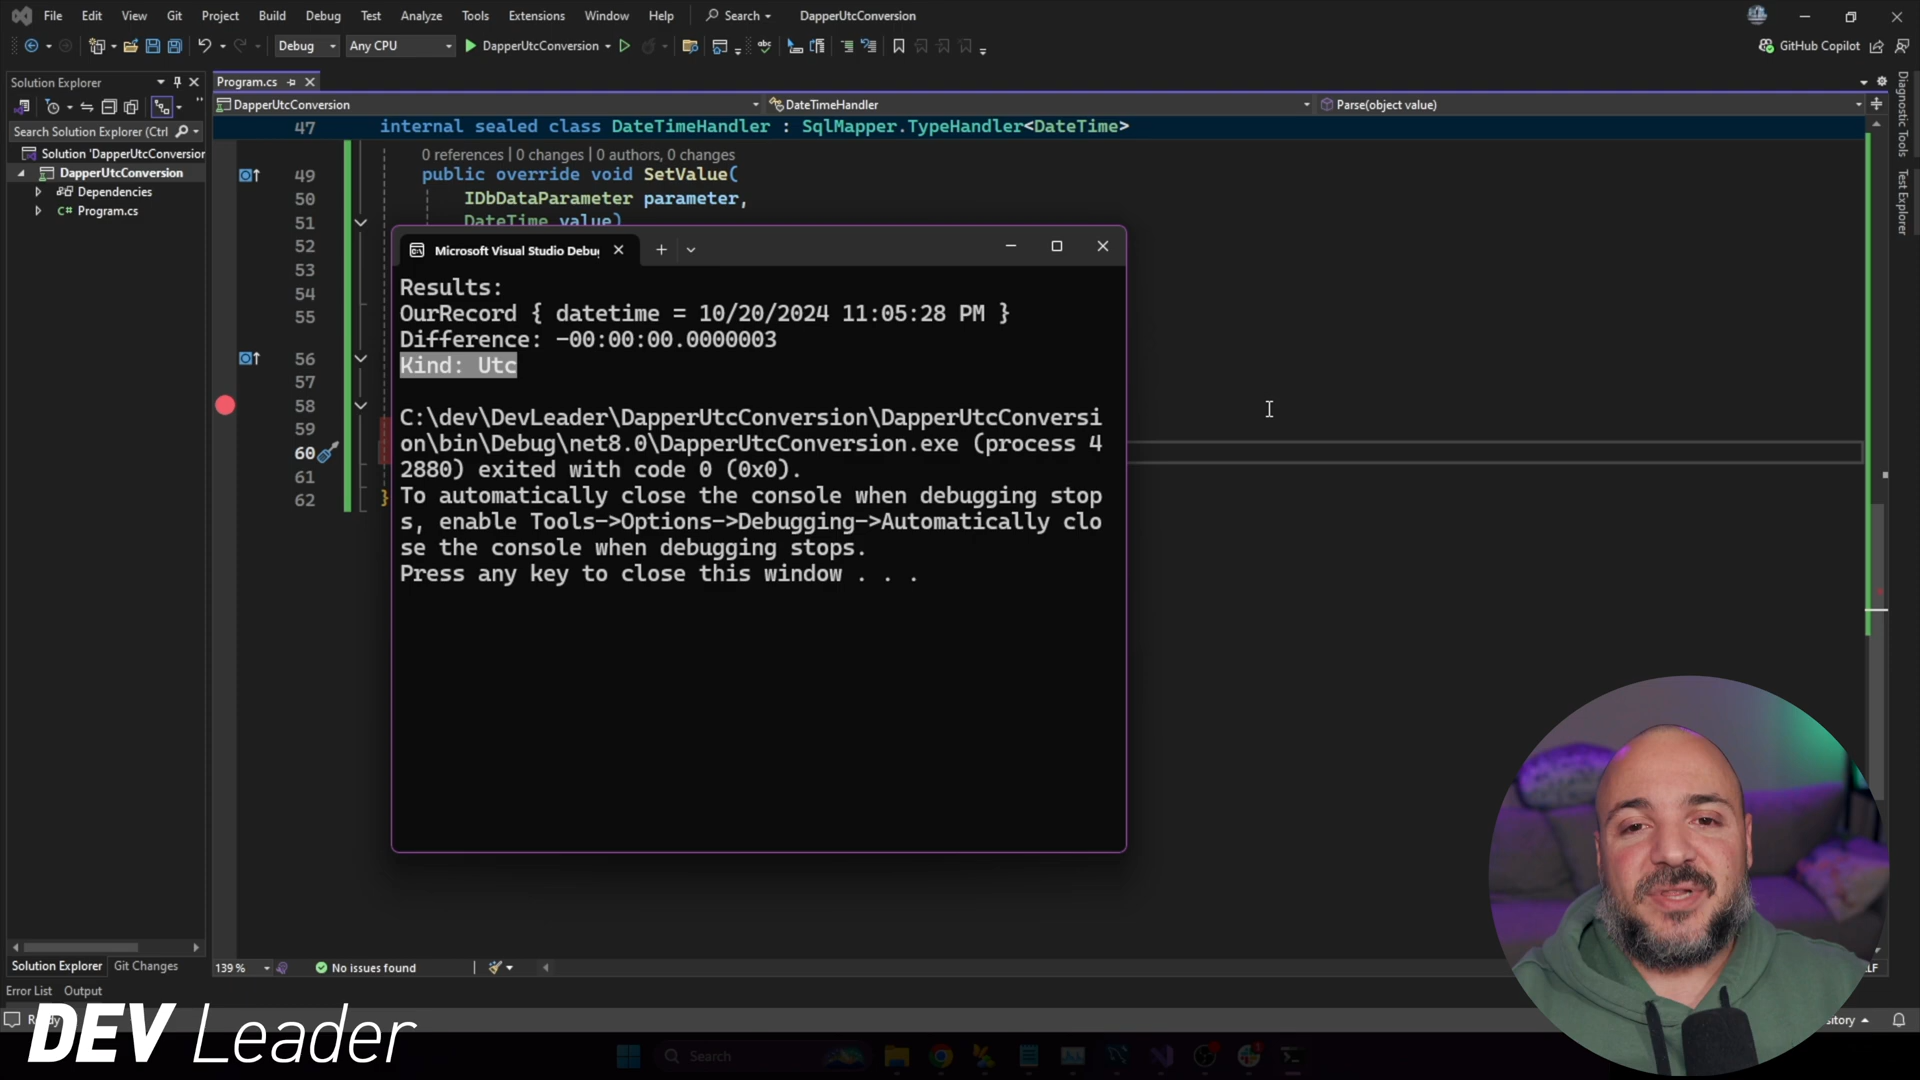 File Edit View Git Project Build Debug Test Analyze Tools Extensions Window Help Search DapperUtcConversion
Debug Any CPU DapperUtcConversion GitHub Copilot
Solution Explorer
Program.cs
DapperUtcConversion DateTimeHandler Parse(object value)
Search Solution Explorer (Ctrl
Solution 'DapperUtcConversion
DapperUtcConversion
Dependencies
C# Program.cs
47 internal sealed class DateTimeHandler : SqlMapper.TypeHandler<DateTime>
0 references | 0 changes | 0 authors, 0 changes
49 public override void SetValue(
50 IDbDataParameter parameter,
51 DateTime value)
52
53
54
55
56
57
58
59
60
61
62 }
Microsoft Visual Studio Debug
Results:
OurRecord { datetime = 10/20/2024 11:05:28 PM }
Difference: -00:00:00.0000003
Kind: Utc
C:\dev\DevLeader\DapperUtcConversion\DapperUtcConversi
on\bin\Debug\net8.0\DapperUtcConversion.exe (process 4
2880) exited with code 0 (0x0).
To automatically close the console when debugging stop
s, enable Tools->Options->Debugging->Automatically clo
se the console when debugging stops.
Press any key to close this window . . .
Diagnostic Tools
Test Explorer
139 % No issues found
Solution Explorer Git Changes
Error List Output
DEV Leader
Search